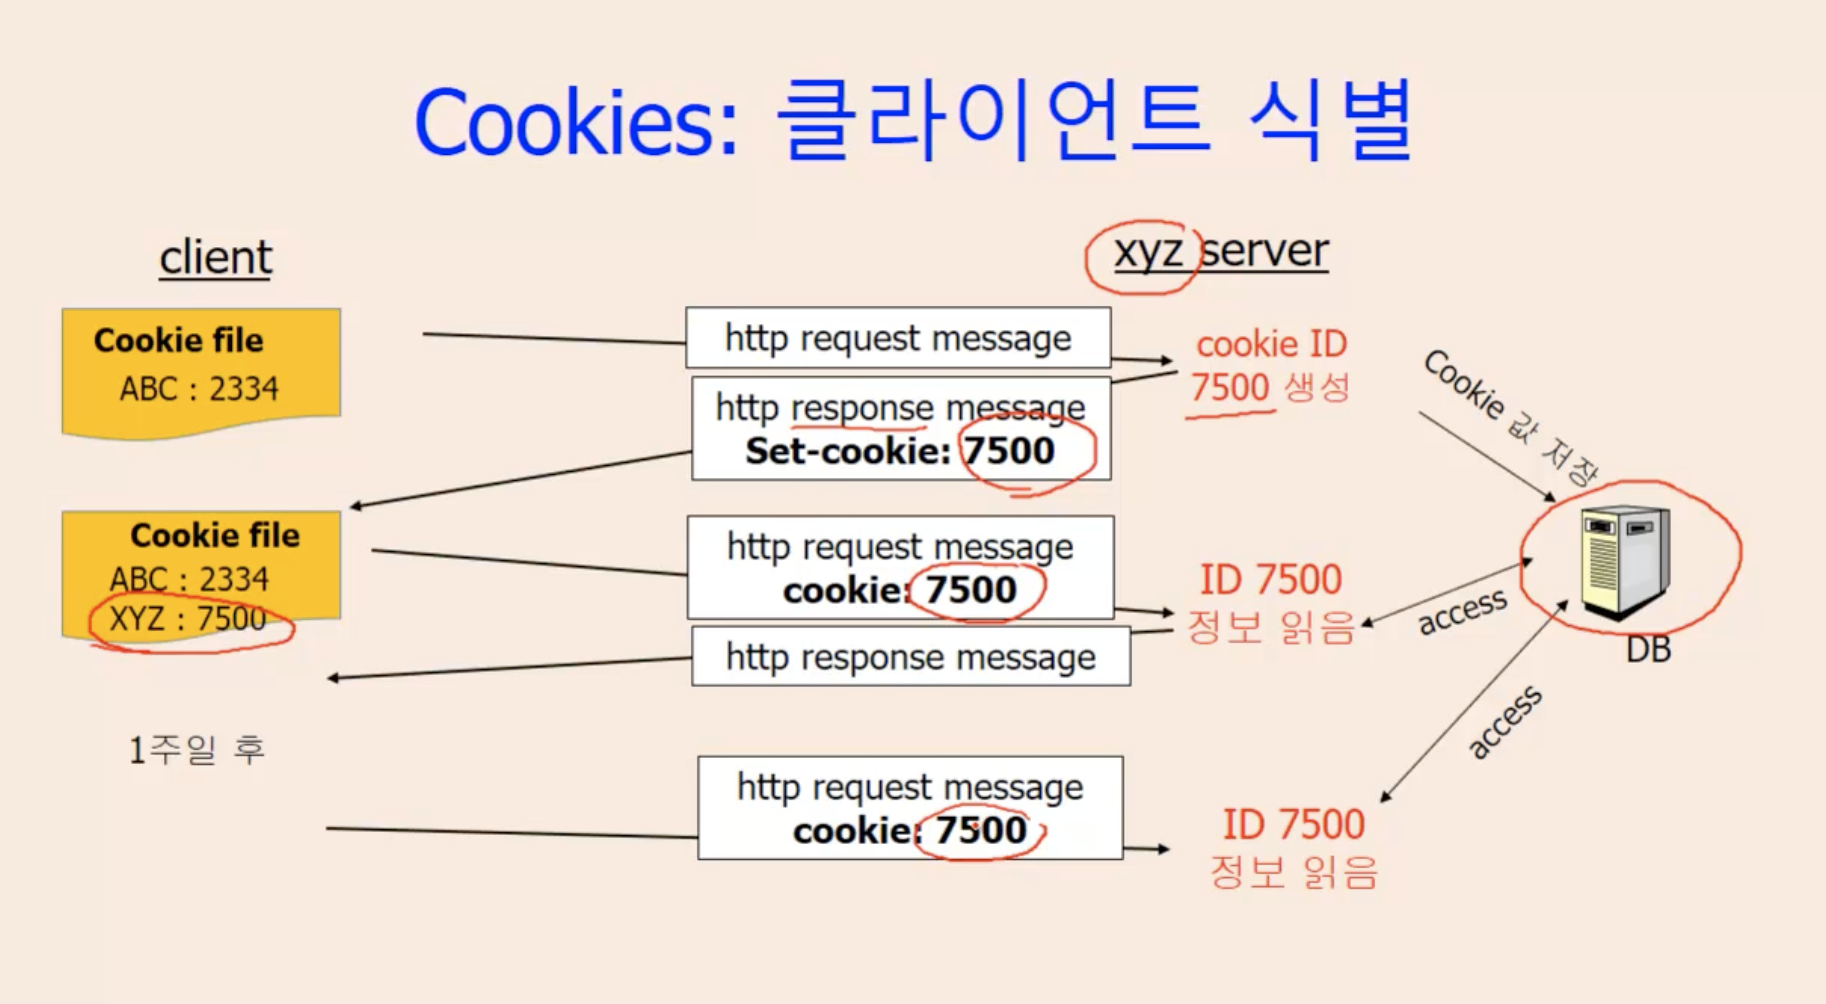 Cookies: 클라이언트 식별
client
xyz server
Cookie file
ABC : 2334
http request message
cookie ID
7500 생성
http response message
Set-cookie: 7500
Cookie 값 저장
Cookie file
ABC : 2334
XYZ : 7500
http request message
cookie: 7500
ID 7500
정보 읽음
access
DB
http response message
1주일 후
access
http request message
cookie: 7500
ID 7500
정보 읽음